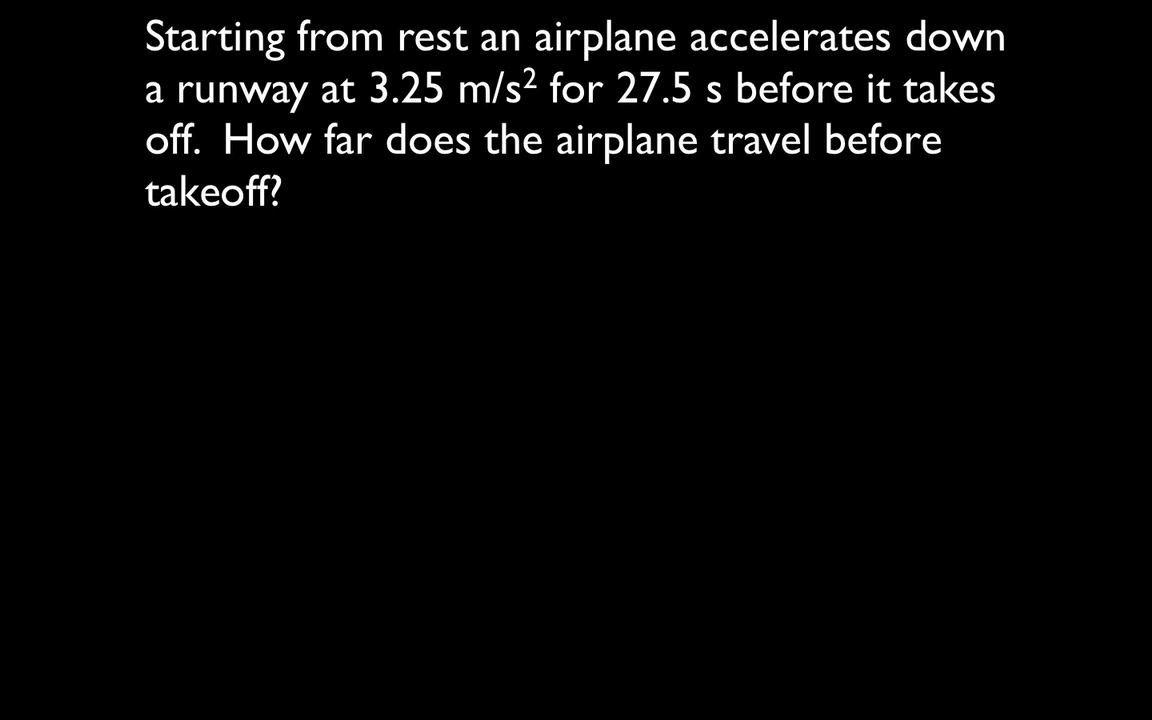 Starting from rest an airplane accelerates down
a runway at 3.25 m/s² for 27.5 s before it takes
off.  How far does the airplane travel before
takeoff?